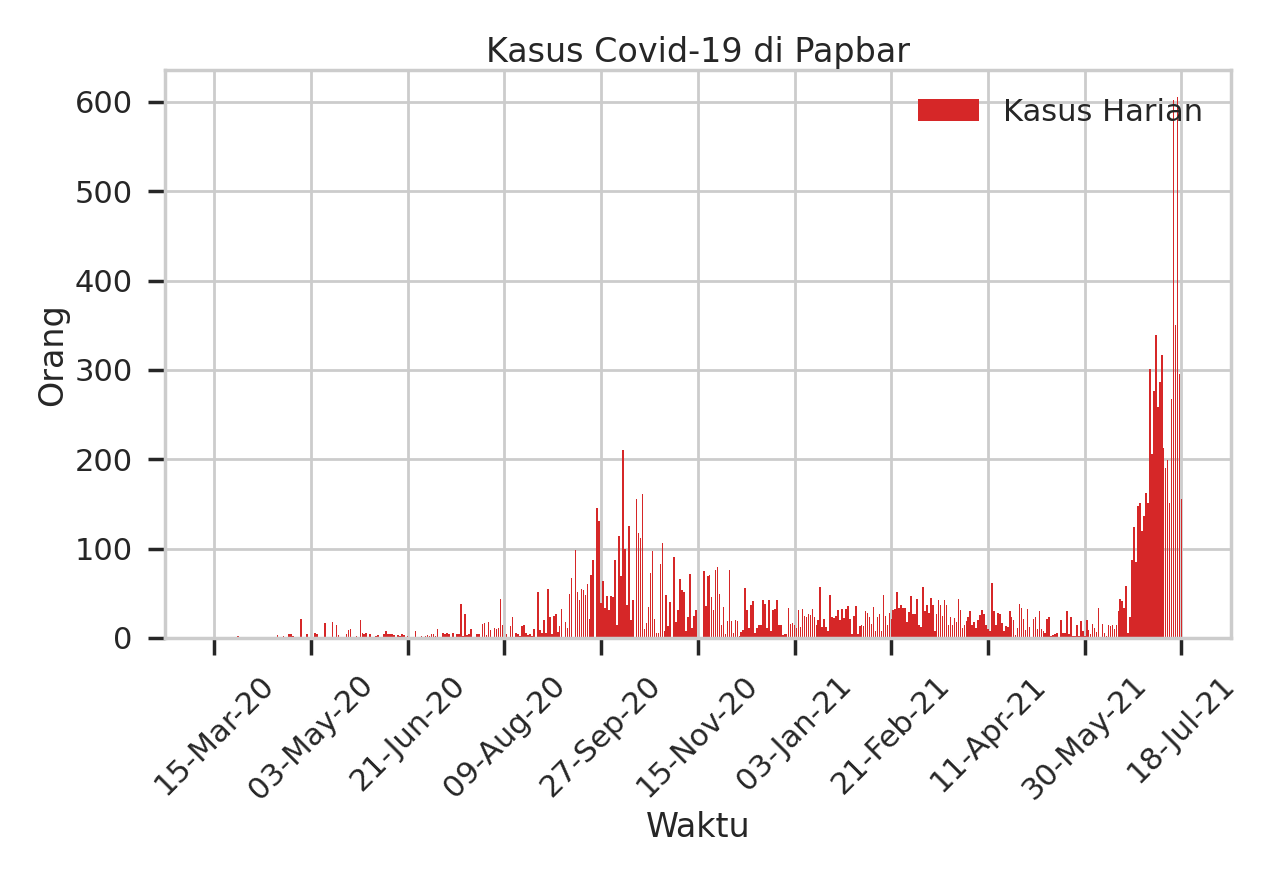 Kasus Covid-19 di Papbar
Kasus Harian
600
500
400
300
200
100
0
Orang
15-Mar-20
03-May-20
21-Jun-20
09-Aug-20
27-Sep-20
15-Nov-20
03-Jan-21
21-Feb-21
11-Apr-21
30-May-21
18-Jul-21
Waktu